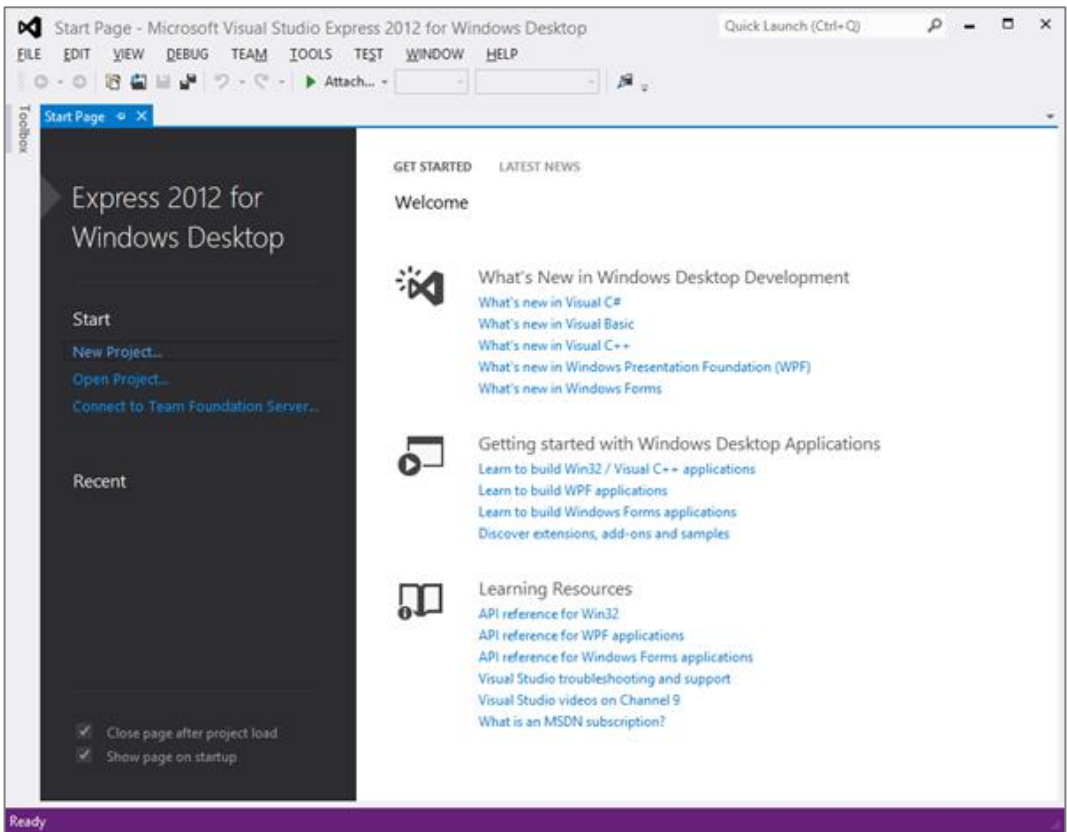 Start Page - Microsoft Visual Studio Express 2012 for Windows Desktop
Quick Launch (Ctrl+Q)
FILE EDIT VIEW DEBUG TEAM TOOLS TEST WINDOW HELP
Attach...
Toolbox
Start Page
Express 2012 for
Windows Desktop
Start
New Project...
Open Project...
Connect to Team Foundation Server...
Recent
Close page after project load
Show page on startup
GET STARTED LATEST NEWS
Welcome
What's New in Windows Desktop Development
What's new in Visual C#
What's new in Visual Basic
What's new in Visual C++
What's new in Windows Presentation Foundation (WPF)
What's new in Windows Forms
Getting started with Windows Desktop Applications
Learn to build Win32 / Visual C++ applications
Learn to build WPF applications
Learn to build Windows Forms applications
Discover extensions, add-ons and samples
Learning Resources
API reference for Win32
API reference for WPF applications
API reference for Windows Forms applications
Visual Studio troubleshooting and support
Visual Studio videos on Channel 9
What is an MSDN subscription?
Ready